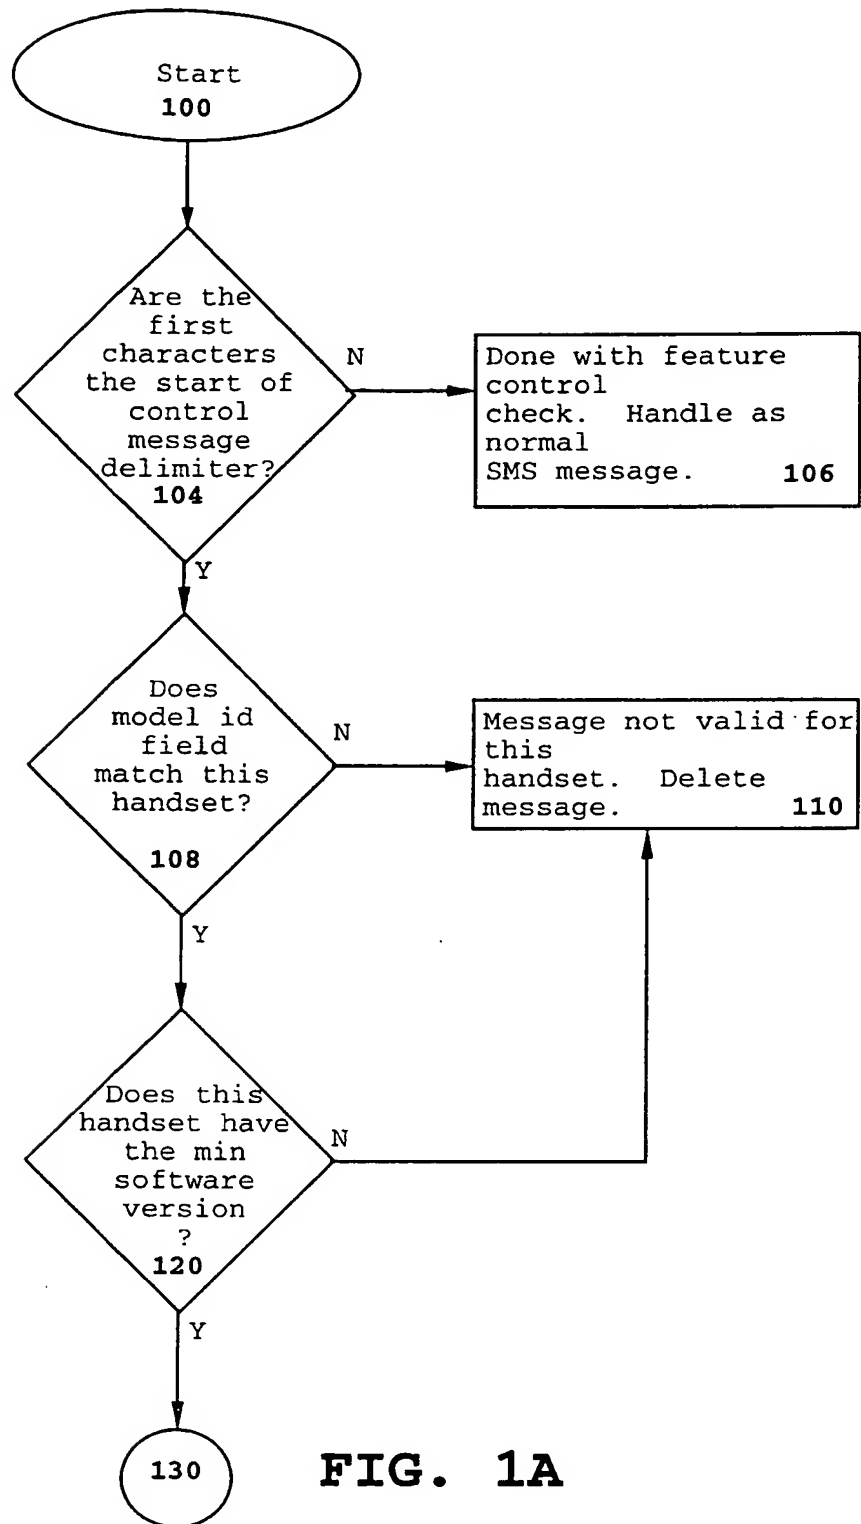 Start
100
Are the
first
characters
the start of
control
message
delimiter?
104
N
Done with feature
control
check. Handle as
normal
SMS message. 106
Y
Does
model id
field
match this
handset?
108
N
Message not valid for
this
handset. Delete
message. 110
Y
Does this
handset have
the min
software
version
?
120
N
Y
130
FIG. 1A